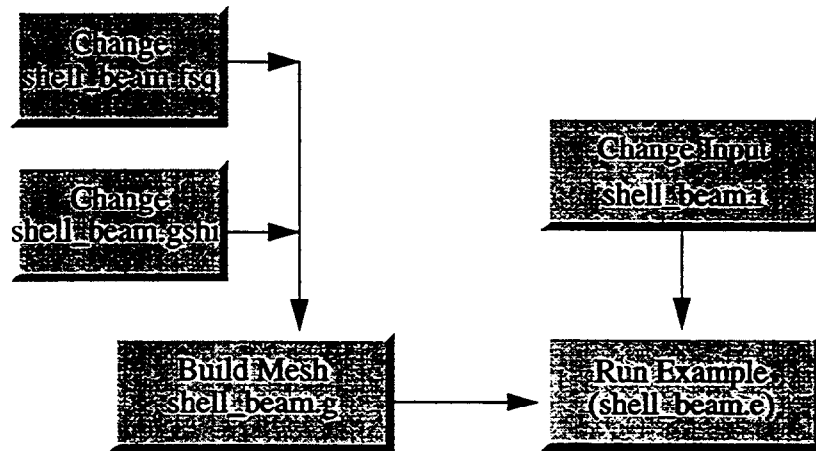 Change
shell_beam.fsq
Change
shell_beam.gshi
Change Input
shell_beam.i
Build Mesh
shell_beam.g
Run Example
(shell_beam.e)